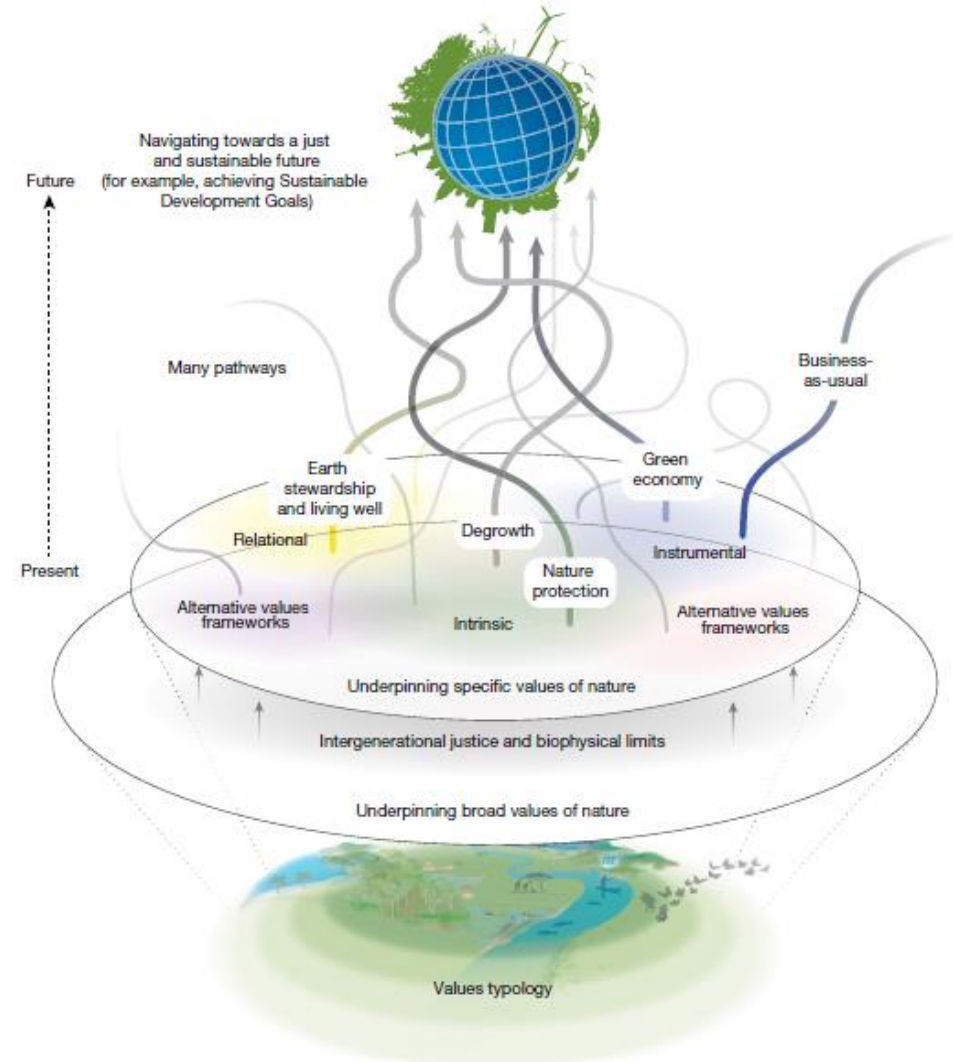 Navigating towards a just
and sustainable future
(for example, achieving Sustainable
Development Goals)
Future
Many pathways
Business-
as-usual
Earth
stewardship
and living well
Green
economy
Relational
Degrowth
Instrumental
Present
Nature
protection
Alternative values
frameworks
Intrinsic
Alternative values
frameworks
Underpinning specific values of nature
Intergenerational justice and biophysical limits
Underpinning broad values of nature
Values typology